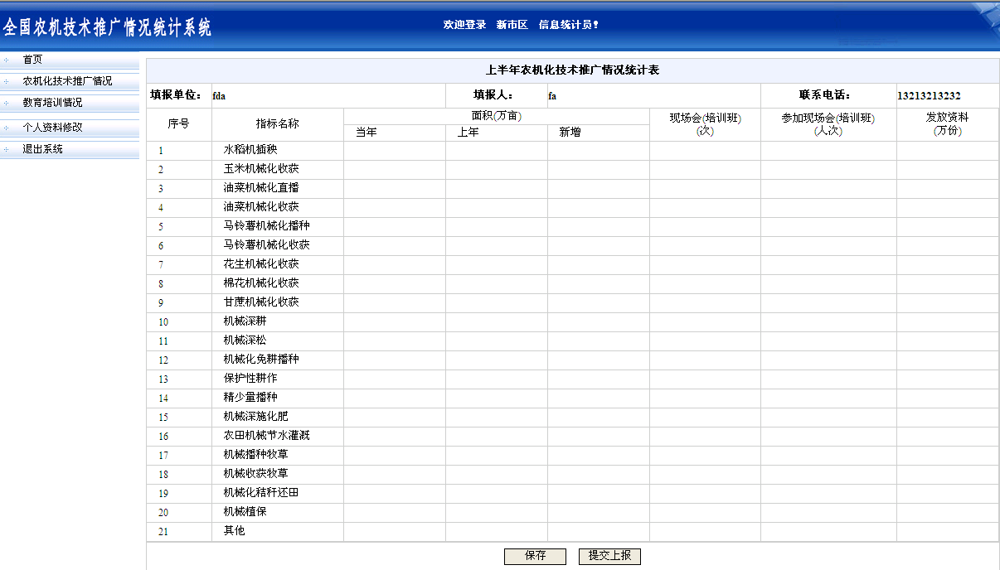 全国农机技术推广情况统计系统
欢迎登录 新市区 信息统计员!
首页
农机化技术推广情况
教育培训情况
个人资料修改
退出系统
上半年农机化技术推广情况统计表
填报单位: fda 填报人: fa 联系电话: 13213213232
序号 指标名称 面积(万亩) 现场会(培训班) 参加现场会(培训班) 发放资料
当年 上年 新增 (次) (人次) (万份)
1 水稻机插秧
2 玉米机械化收获
3 油菜机械化直播
4 油菜机械化收获
5 马铃薯机械化播种
6 马铃薯机械化收获
7 花生机械化收获
8 棉花机械化收获
9 甘蔗机械化收获
10 机械深耕
11 机械深松
12 机械化免耕播种
13 保护性耕作
14 精少量播种
15 机械深施化肥
16 农田机械节水灌溉
17 机械播种牧草
18 机械收获牧草
19 机械化秸秆还田
20 机械植保
21 其他
保存 提交上报